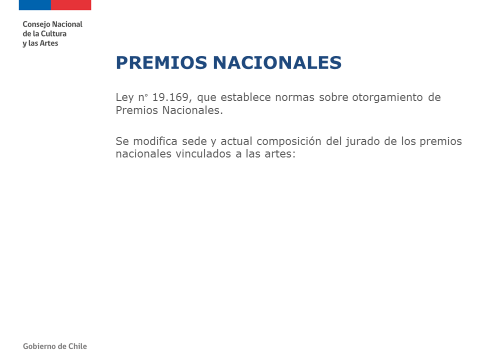 Consejo Nacional
de la Cultura
y las Artes
PREMIOS NACIONALES
Ley n° 19.169, que establece normas sobre otorgamiento de
Premios Nacionales.
Se modifica sede y actual composición del jurado de los premios
nacionales vinculados a las artes:
Gobierno de Chile